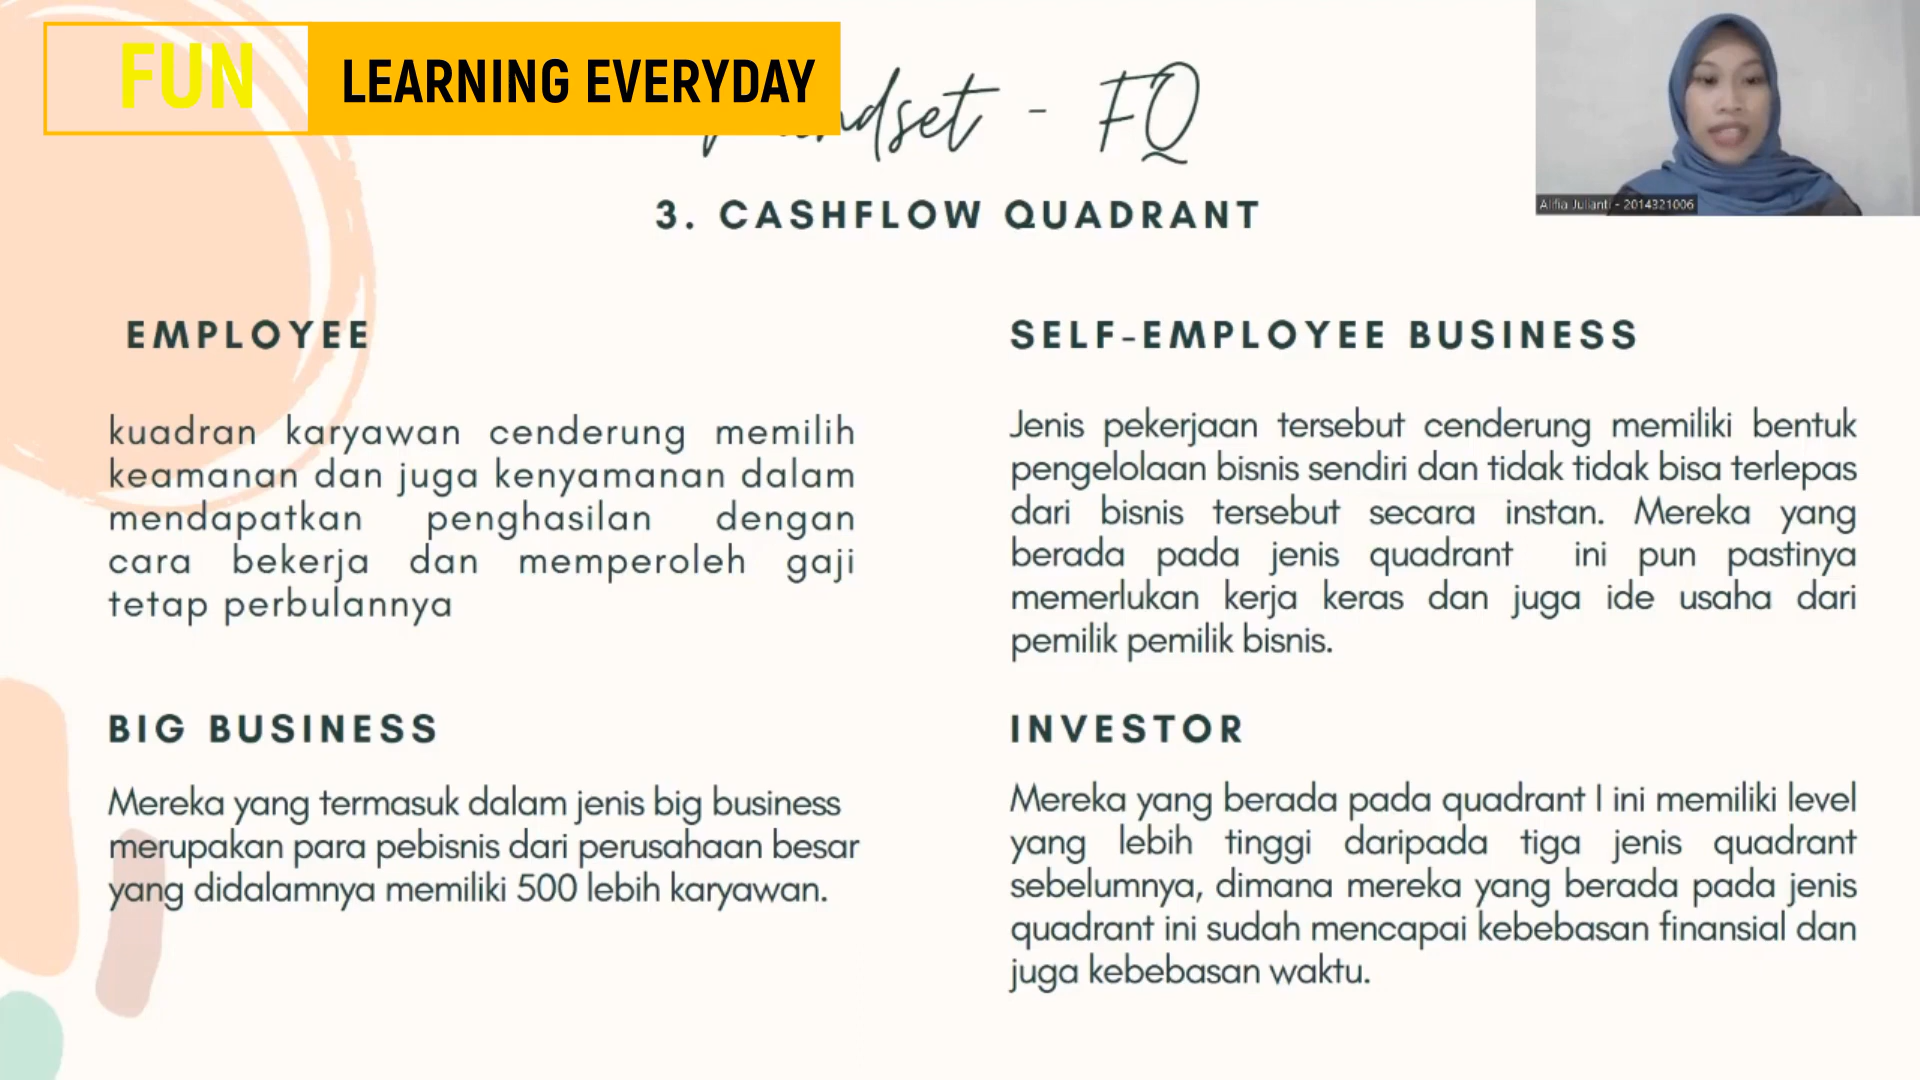 FUN LEARNING EVERYDAY
- FQ
3. CASHFLOW QUADRANT
Alifia Julianti - 2014321006
EMPLOYEE
kuadran karyawan cenderung memilih
keamanan dan juga kenyamanan dalam
mendapatkan penghasilan dengan
cara bekerja dan memperoleh gaji
tetap perbulannya
SELF-EMPLOYEE BUSINESS
Jenis pekerjaan tersebut cenderung memiliki bentuk
pengelolaan bisnis sendiri dan tidak tidak bisa terlepas
dari bisnis tersebut secara instan. Mereka yang
berada pada jenis quadrant ini pun pastinya
memerlukan kerja keras dan juga ide usaha dari
pemilik pemilik bisnis.
BIG BUSINESS
Mereka yang termasuk dalam jenis big business
merupakan para pebisnis dari perusahaan besar
yang didalamnya memiliki 500 lebih karyawan.
INVESTOR
Mereka yang berada pada quadrant I ini memiliki level
yang lebih tinggi daripada tiga jenis quadrant
sebelumnya, dimana mereka yang berada pada jenis
quadrant ini sudah mencapai kebebasan finansial dan
juga kebebasan waktu.